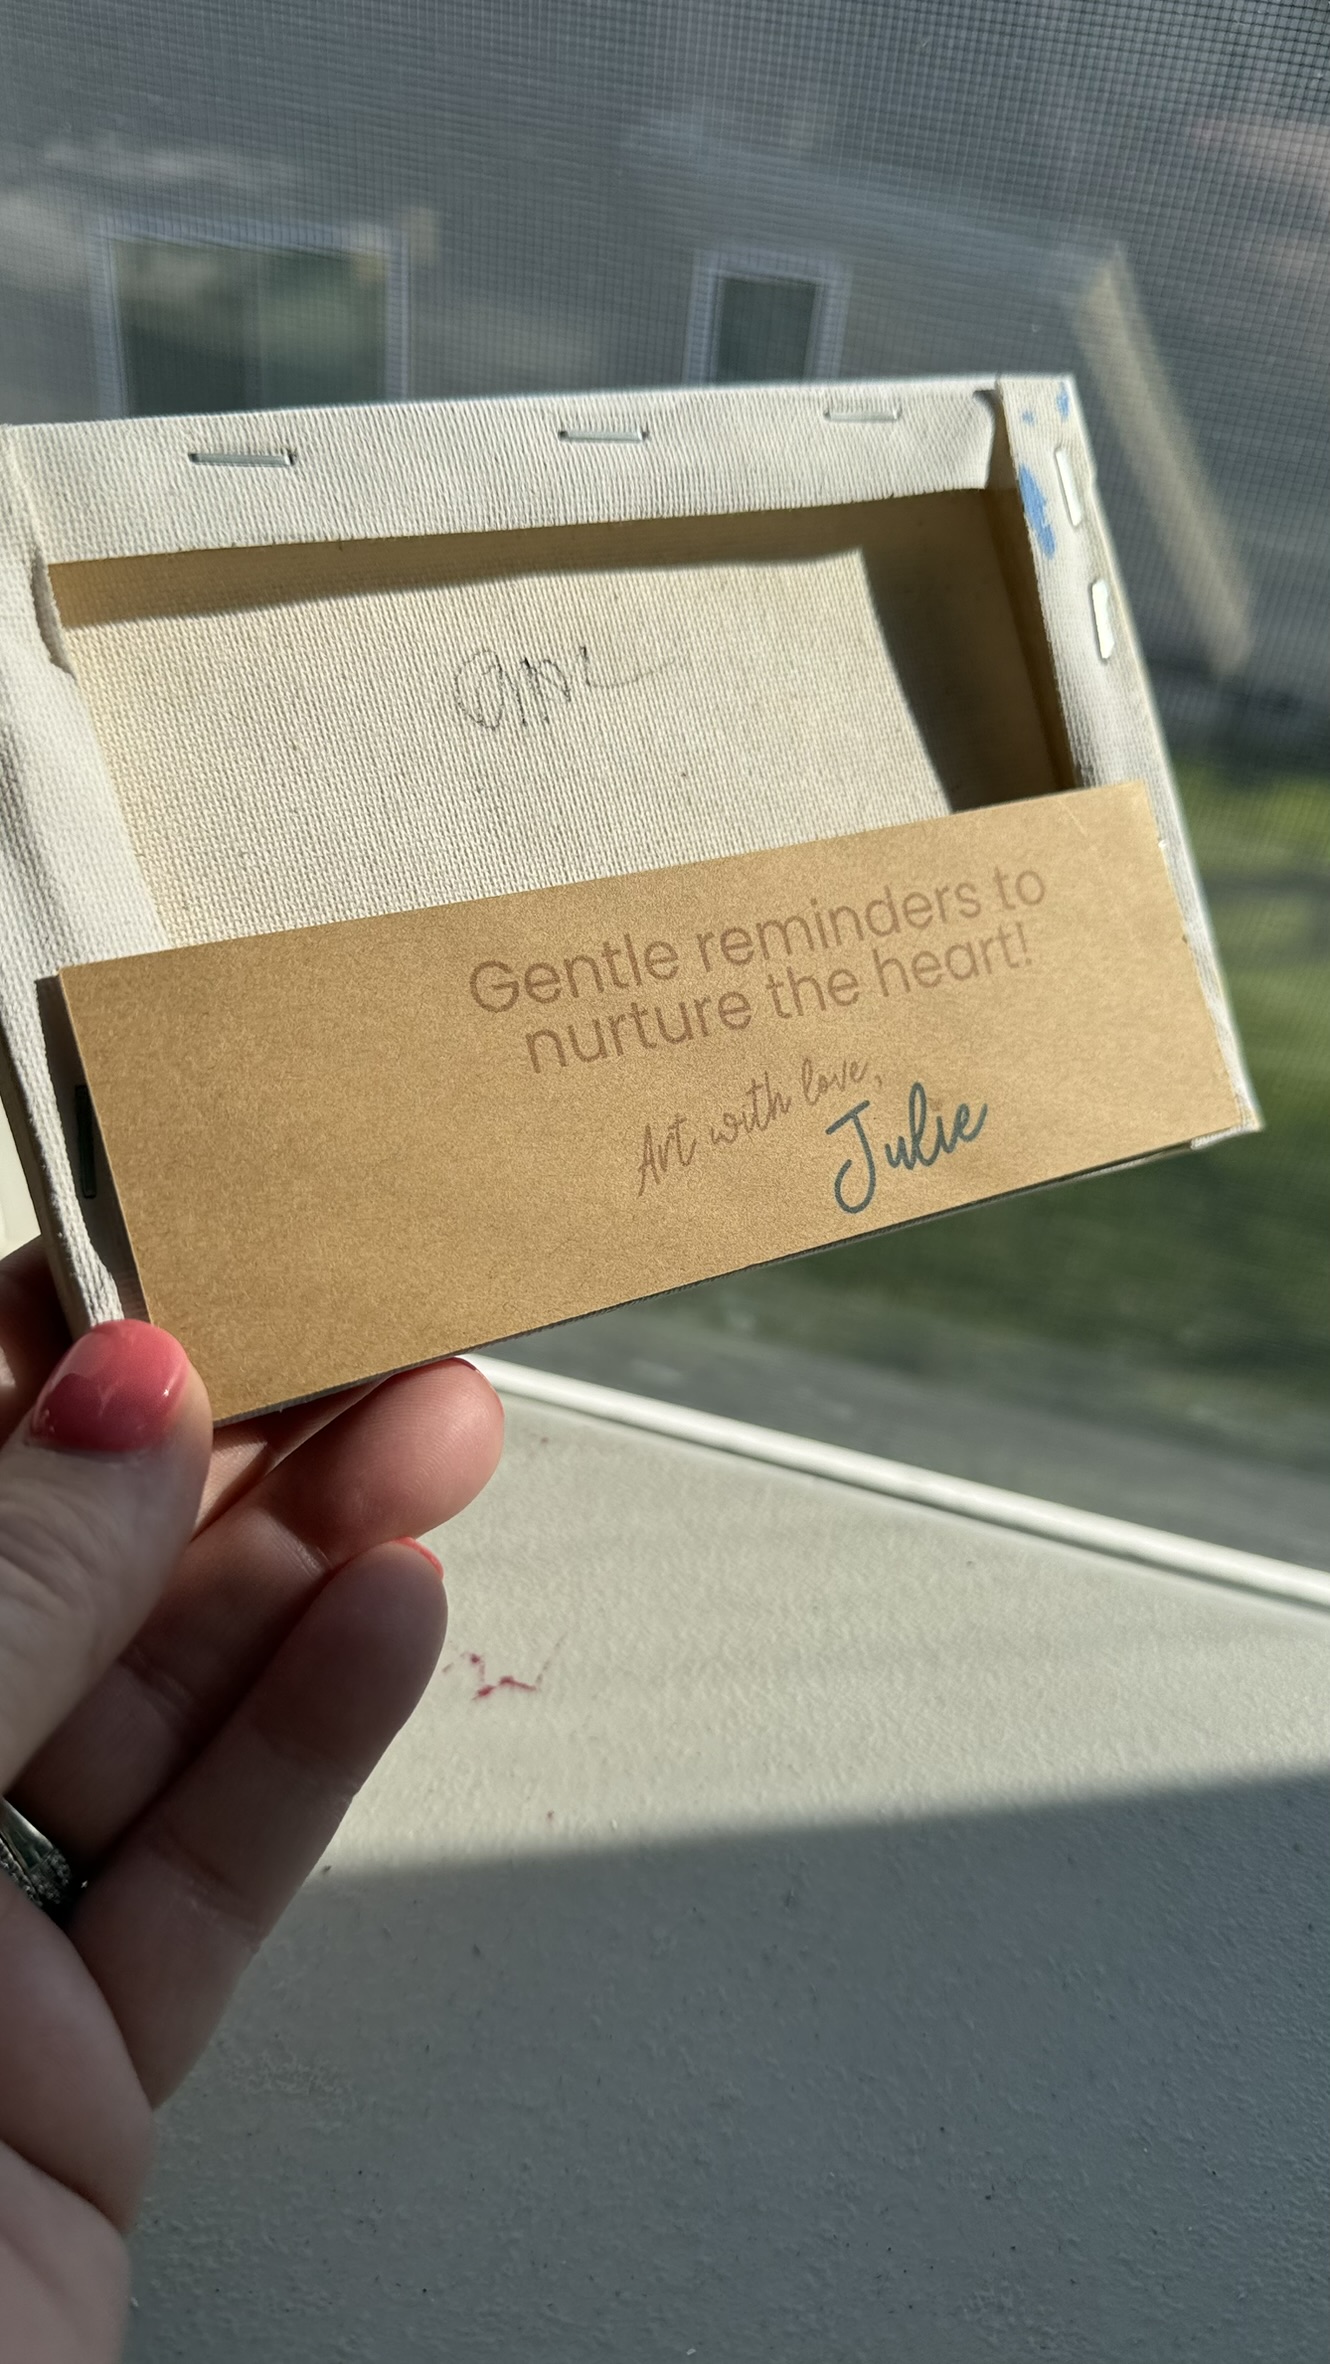 Gentle reminders to
nurture the heart!
Art with love,
Julie